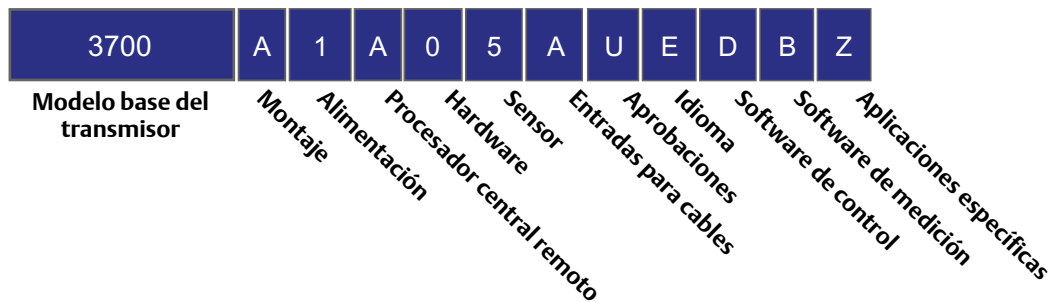 3700 A 1 A 0 5 A U E D B Z
Modelo base del
transmisor
Montaje
Alimentación
Procesador central remoto
Hardware
Sensor
Entradas para cables
Aprobaciones
Idioma
Software de control
Software de medición
Aplicaciones específicas